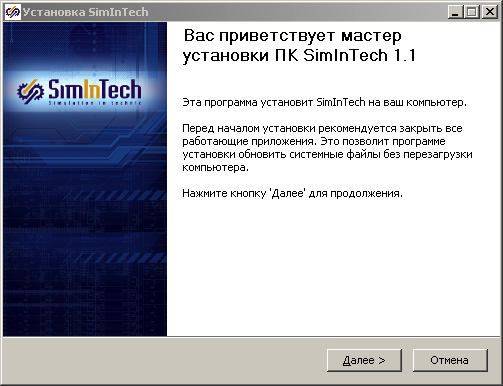 Установка SimInTech
SimInTech
Simulation in technic
Вас приветствует мастер
установки ПК SimInTech 1.1
Эта программа установит SimInTech на ваш компьютер.
Перед началом установки рекомендуется закрыть все
работающие приложения. Это позволит программе
установки обновить системные файлы без перезагрузки
компьютера.
Нажмите кнопку 'Далее' для продолжения.
Далее >
Отмена